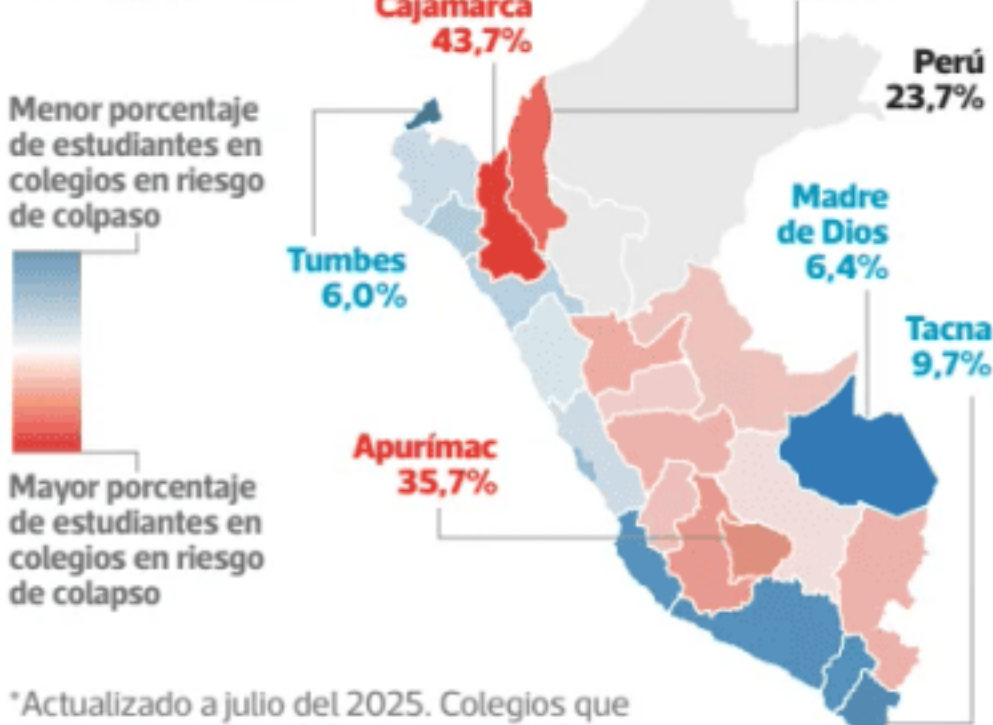 Cajamarca
43,7%
Perú
23,7%
Menor porcentaje
de estudiantes en
colegios en riesgo
de colpaso
Madre
de Dios
6,4%
Tumbes
6,0%
Tacna
9,7%
Apurímac
35,7%
Mayor porcentaje
de estudiantes en
colegios en riesgo
de colapso
*Actualizado a julio del 2025. Colegios que